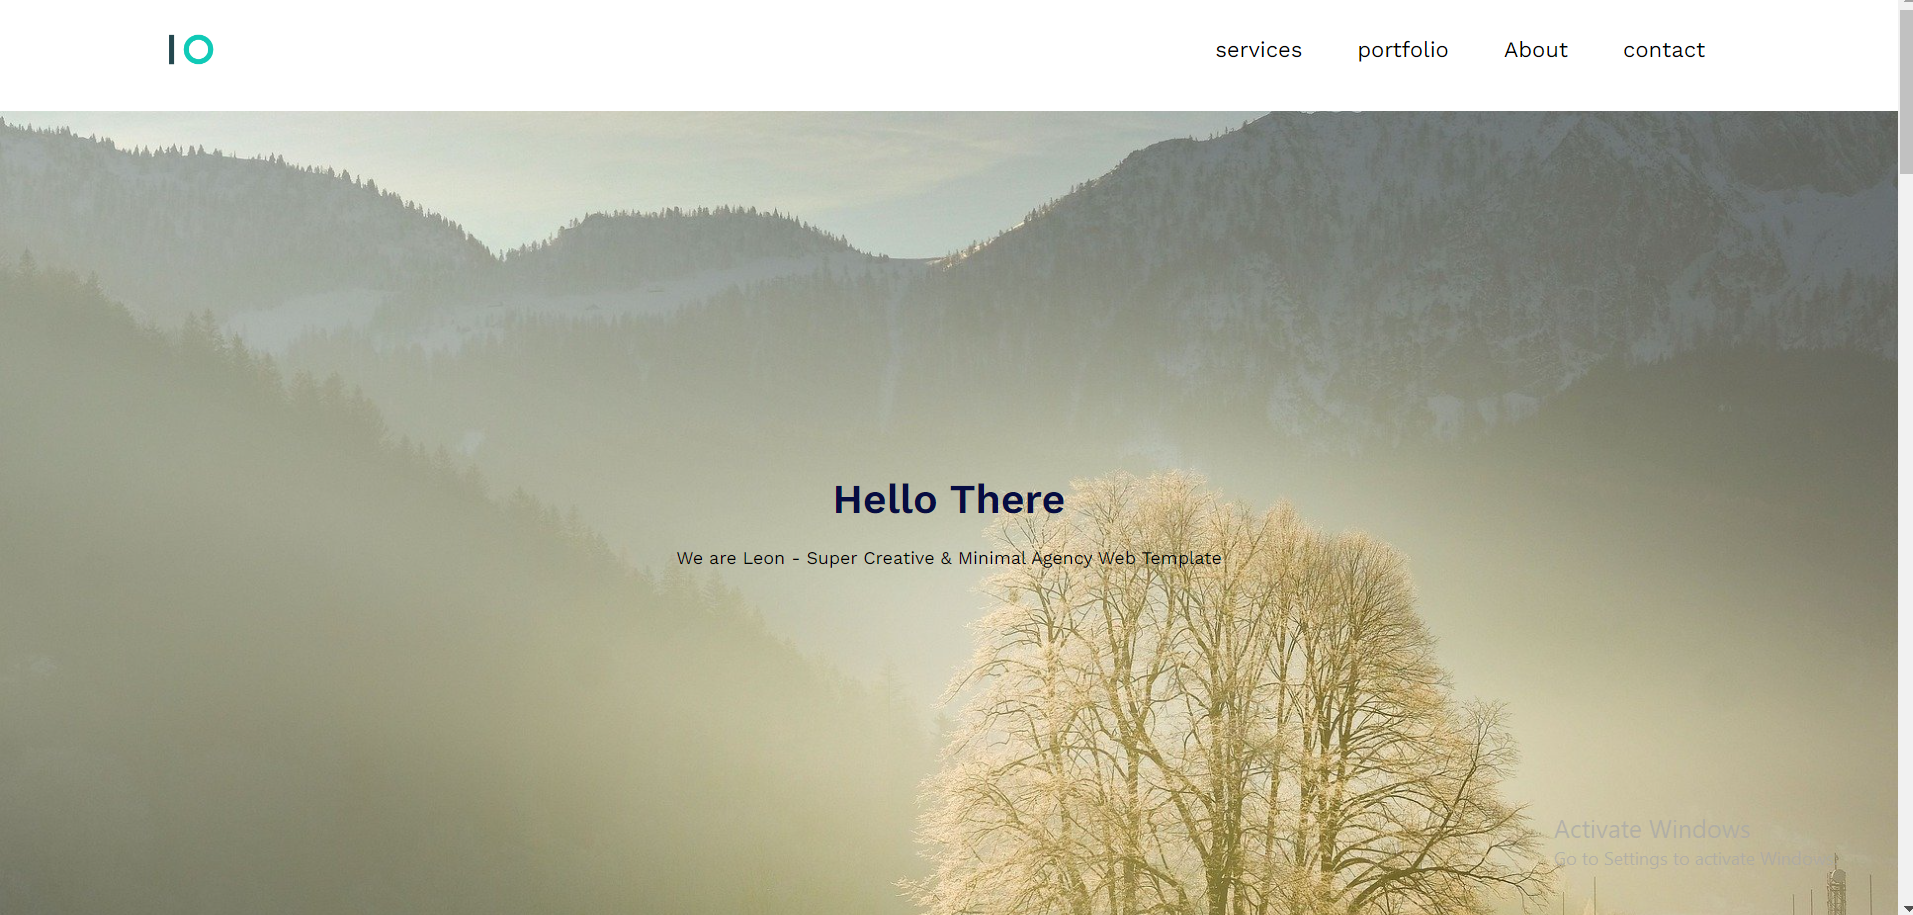 IO
services portfolio About contact
Hello There
We are Leon - Super Creative & Minimal Agency Web Template
Activate Windows
Go to Settings to activate Windows